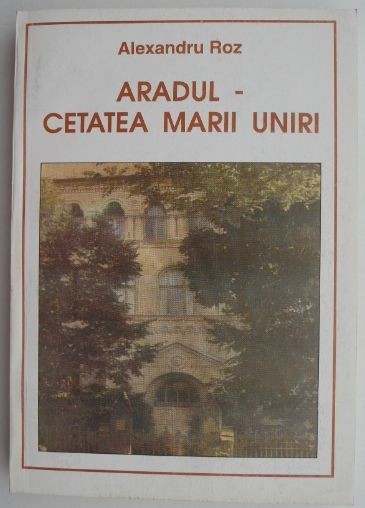 Alexandru Roz
ARADUL -
CETATEA MARII UNIRI